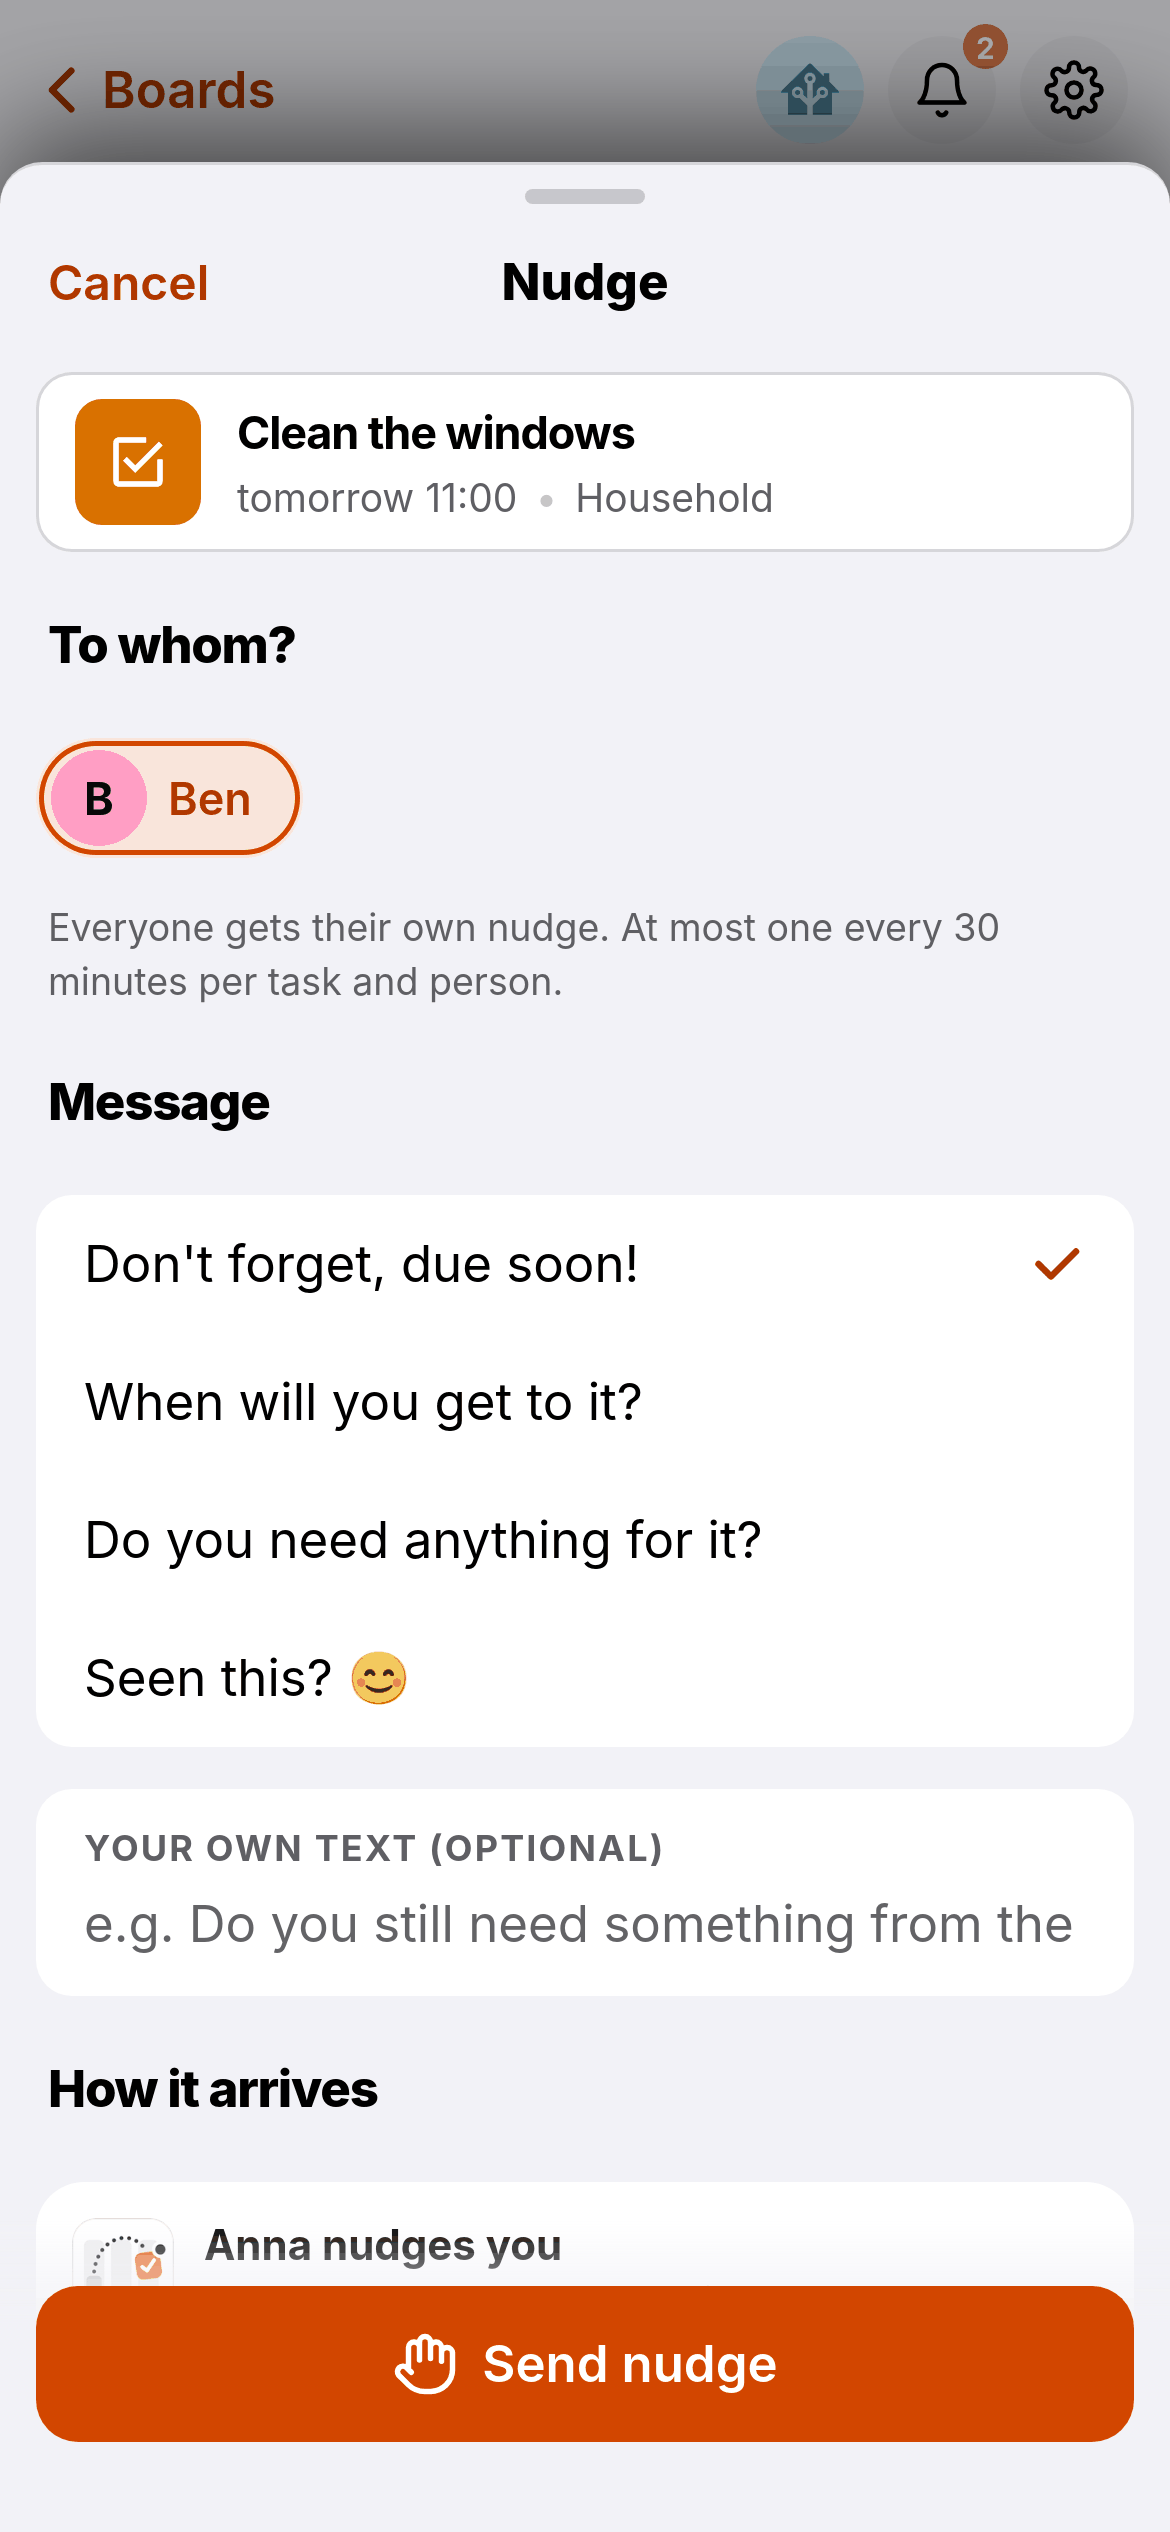 Boards
2
Cancel
Nudge
Clean the windows
tomorrow 11:00 • Household
To whom?
B
Ben
Everyone gets their own nudge. At most one every 30
minutes per task and person.
Message
Don't forget, due soon!
When will you get to it?
Do you need anything for it?
Seen this? 😊
YOUR OWN TEXT (OPTIONAL)
e.g. Do you still need something from the
How it arrives
Anna nudges you
Send nudge